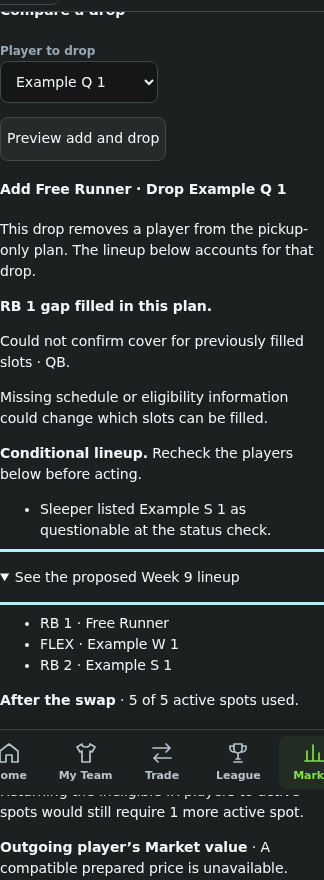 Compare a drop
Player to drop
Example Q 1
Preview add and drop
Add Free Runner · Drop Example Q 1
This drop removes a player from the pickup-
only plan. The lineup below accounts for that
drop.
RB 1 gap filled in this plan.
Could not confirm cover for previously filled
slots · QB.
Missing schedule or eligibility information
could change which slots can be filled.
Conditional lineup. Recheck the players
below before acting.
• Sleeper listed Example S 1 as
questionable at the status check.
▼ See the proposed Week 9 lineup
• RB 1 · Free Runner
• FLEX · Example W 1
• RB 2 · Example S 1
After the swap · 5 of 5 active spots used.
ome My Team Trade League Mark
spots would still require 1 more active spot.
Outgoing player’s Market value · A
compatible prepared price is unavailable.